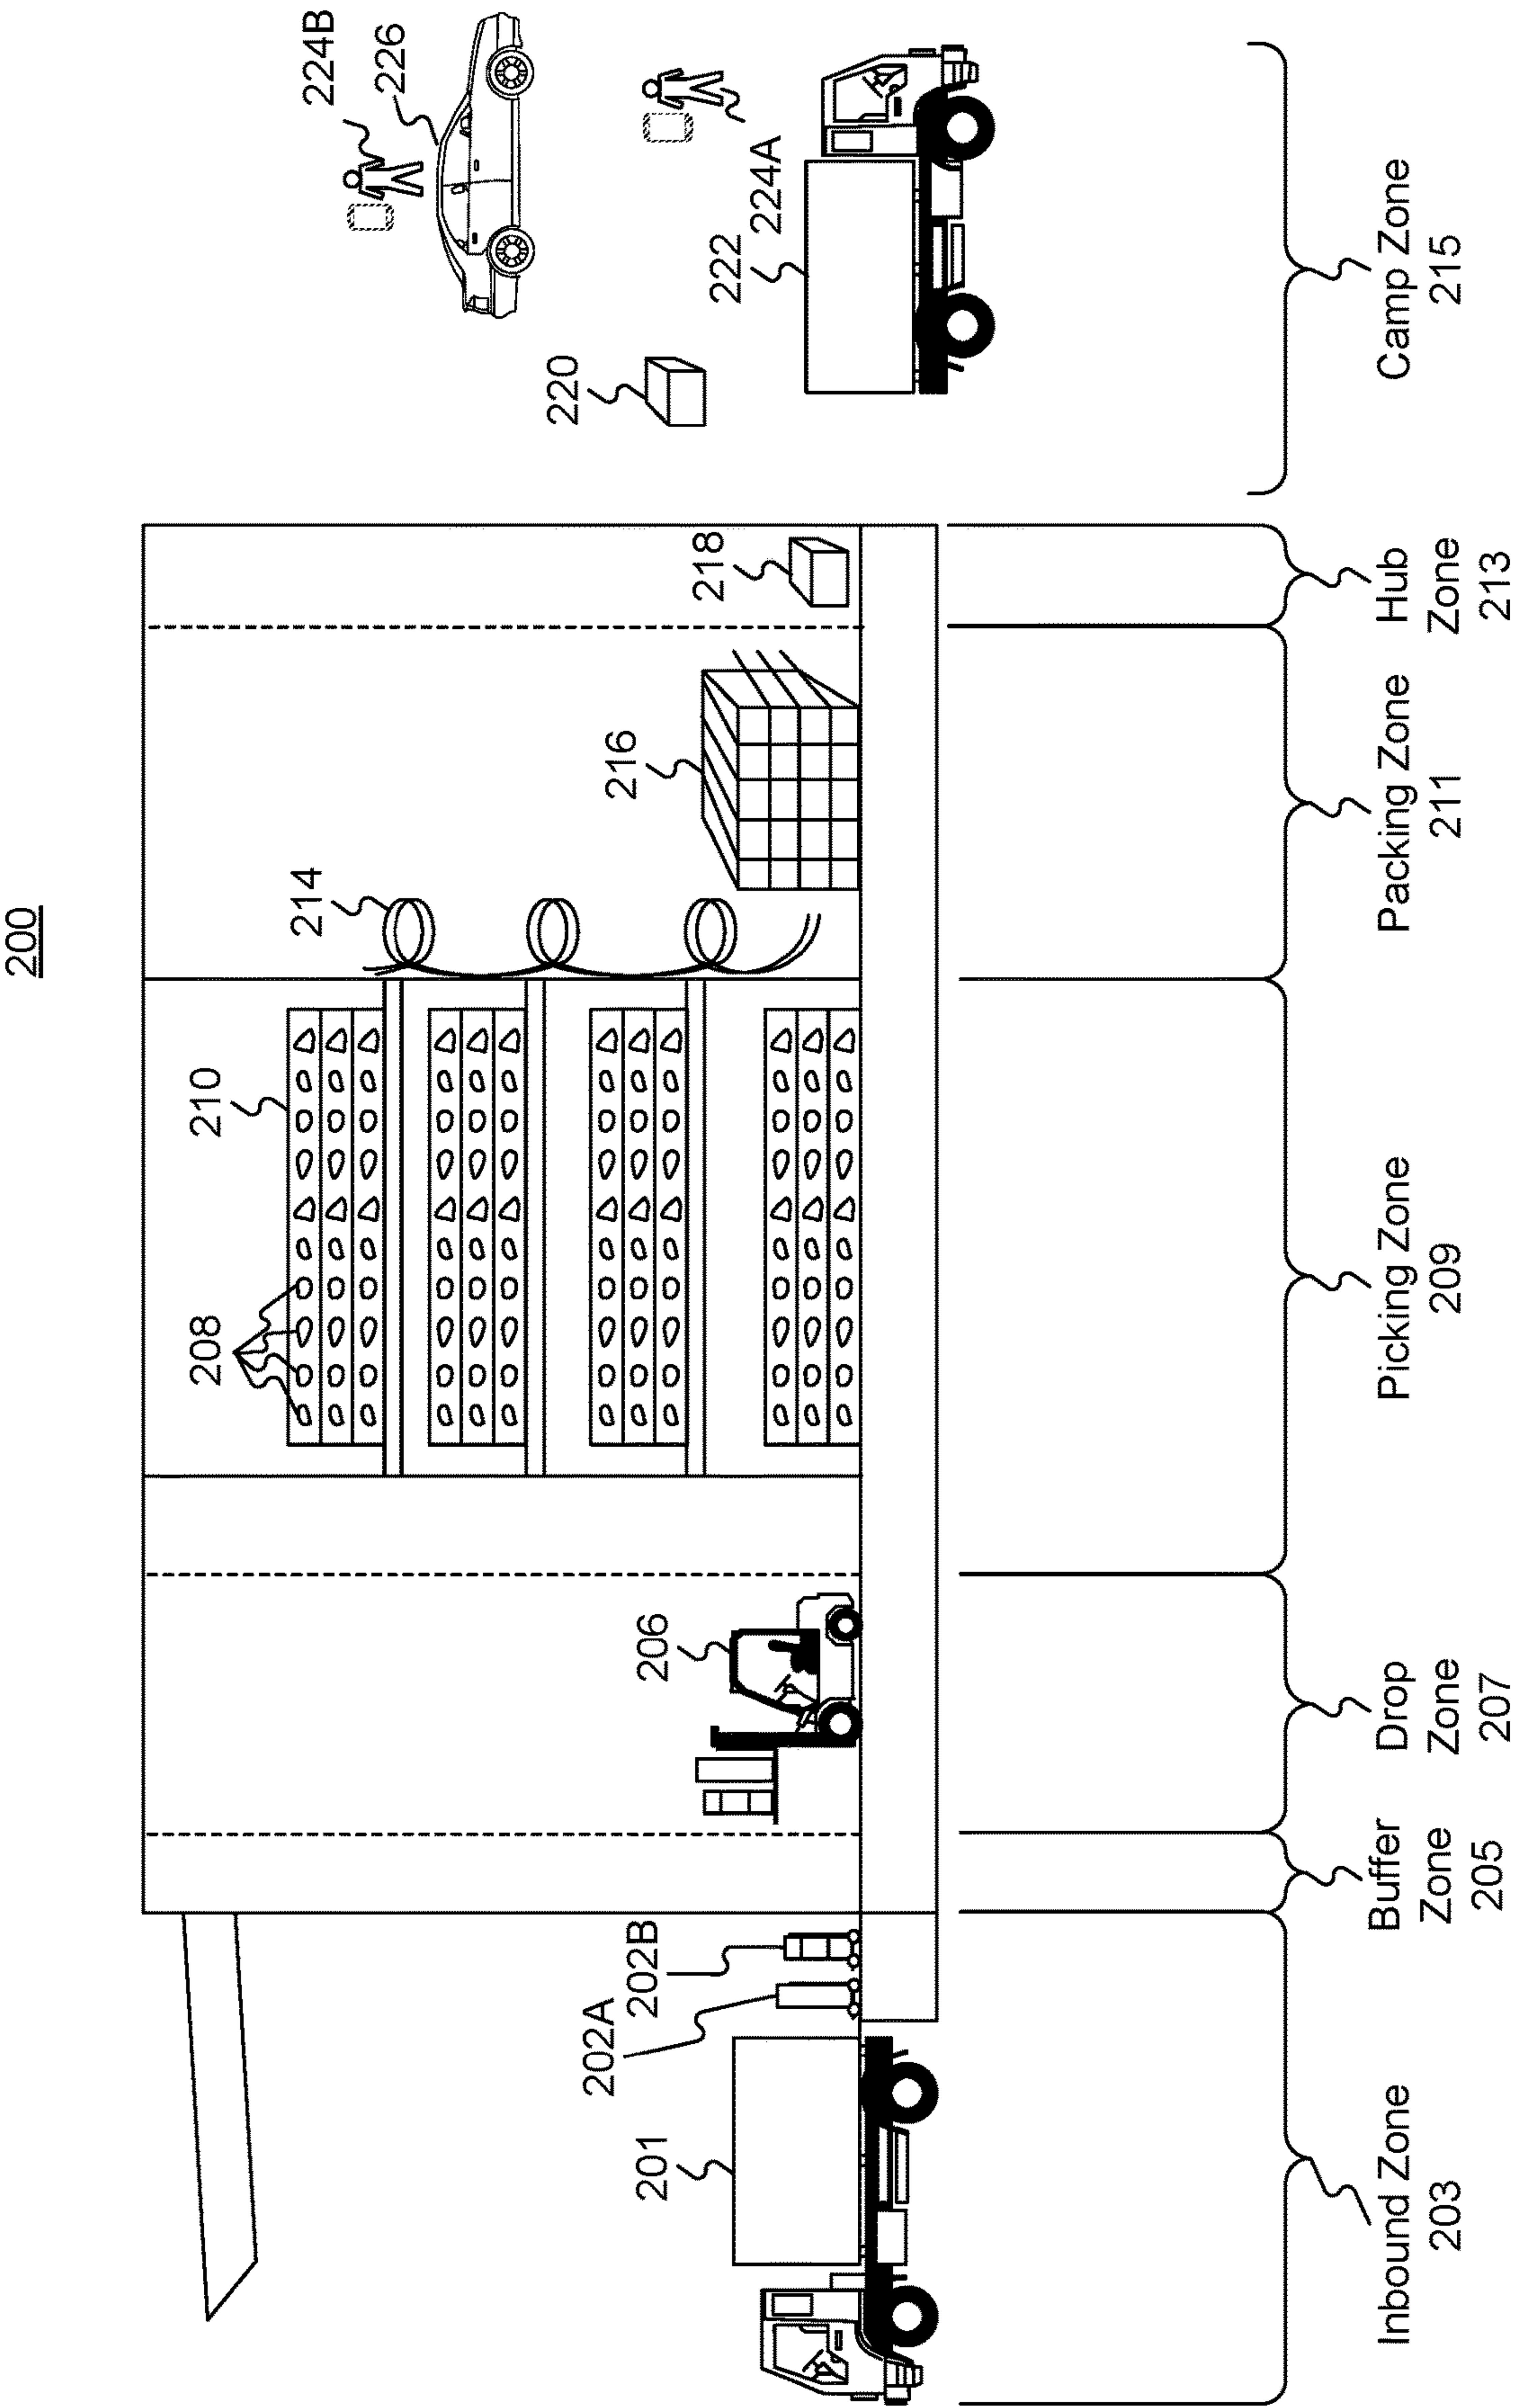 200
224B
226
224A
222
220
218
216
214
210
208
206
202B
202A
201
Inbound Zone
203
Buffer
Zone
205
Drop
Zone
207
Picking Zone
209
Packing Zone
211
Hub
Zone
213
Camp Zone
215